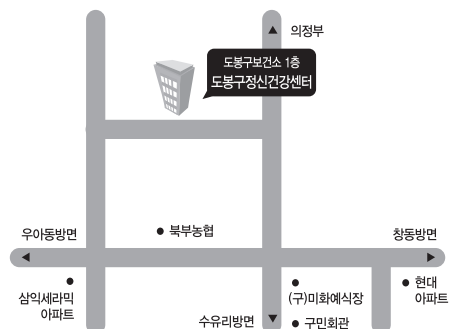 의정부
도봉구보건소 1층
도봉구정신건강센터
우아동방면
북부농협
창동방면
삼익세라믹
아파트
(구)미화예식장
현대
아파트
수유리방면
구민회관